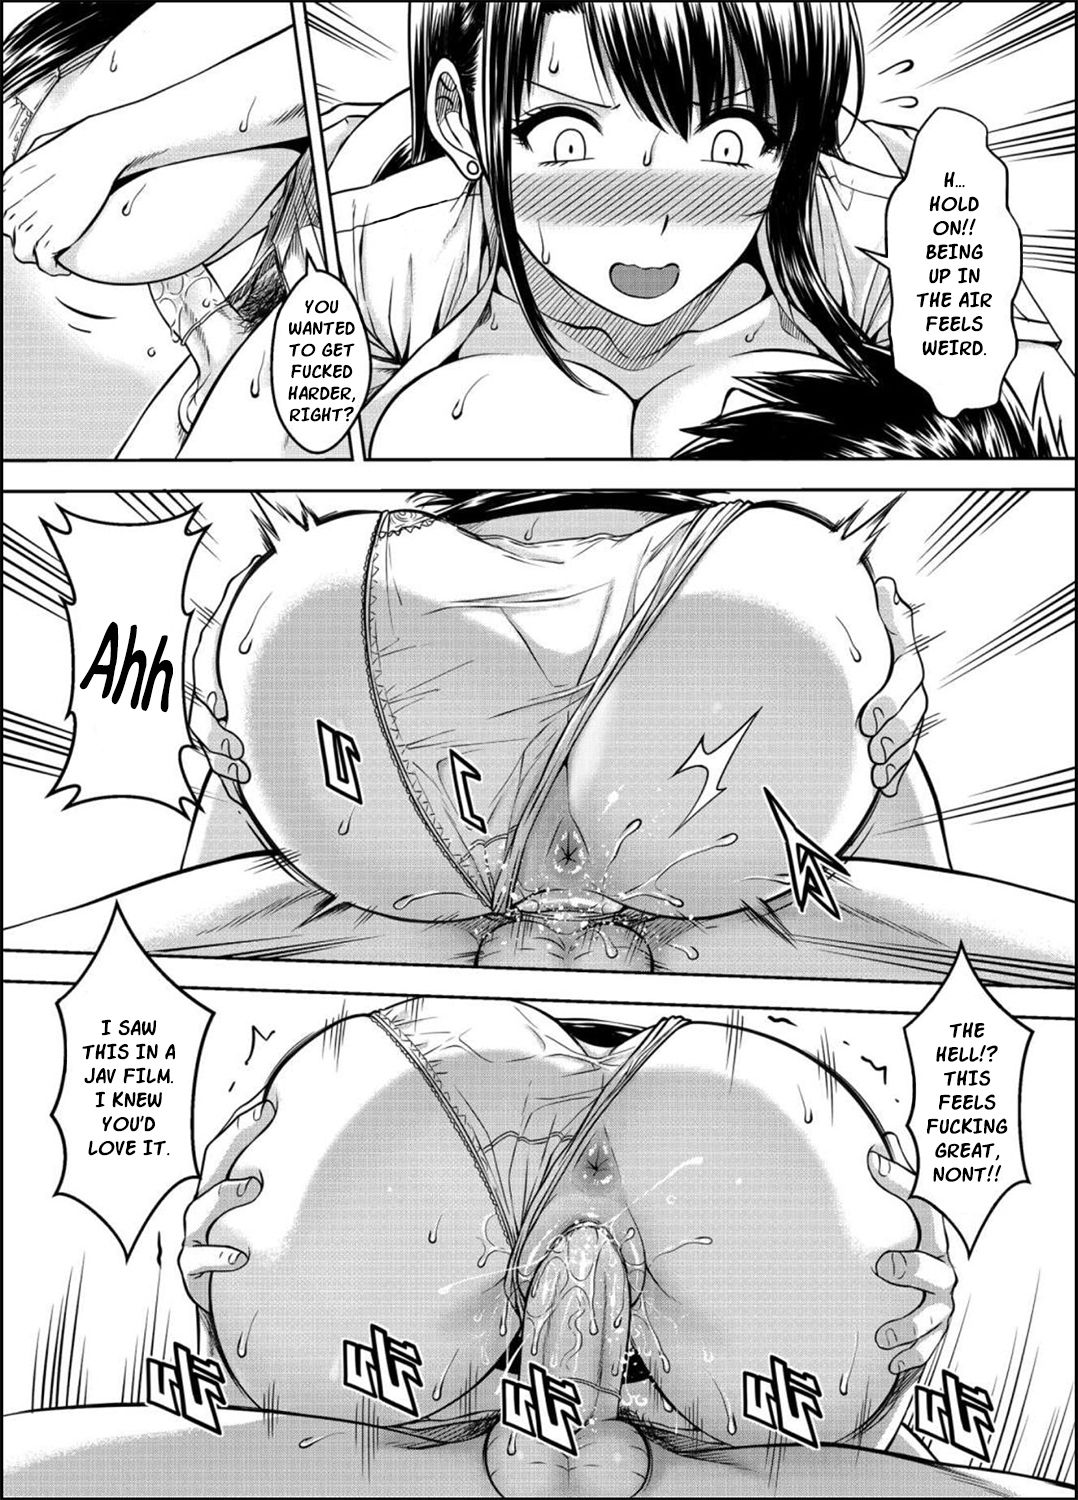 H...
HOLD
ON!!
BEING
UP IN
THE AIR
FEELS
WEIRD.
YOU
WANTED
TO GET
FUCKED
HARDER,
RIGHT?
Ahh
THE
HELL!?
THIS
FEELS
FUCKING
GREAT,
NONT!!
I SAW
THIS IN A
JAV FILM.
I KNEW
YOU'D
LOVE IT.